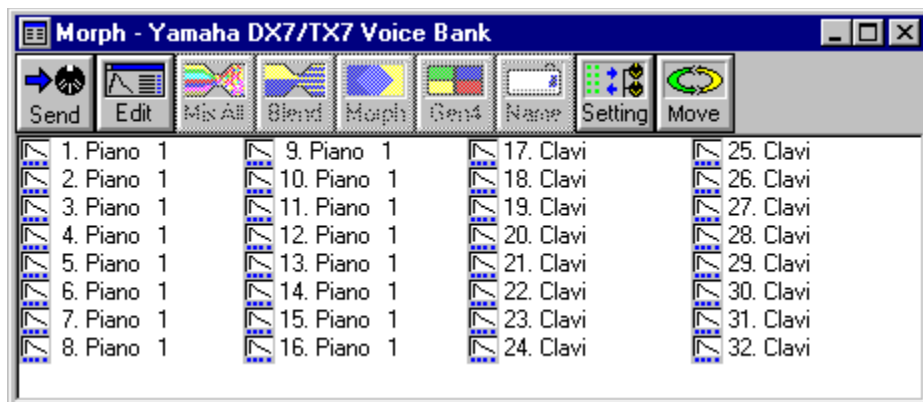 Morph - Yamaha DX7/TX7 Voice Bank
Send Edit Mix All Blend Morph Gen4 Name Setting Move
1. Piano 1
2. Piano 1
3. Piano 1
4. Piano 1
5. Piano 1
6. Piano 1
7. Piano 1
8. Piano 1
9. Piano 1
10. Piano 1
11. Piano 1
12. Piano 1
13. Piano 1
14. Piano 1
15. Piano 1
16. Piano 1
17. Clavi
18. Clavi
19. Clavi
20. Clavi
21. Clavi
22. Clavi
23. Clavi
24. Clavi
25. Clavi
26. Clavi
27. Clavi
28. Clavi
29. Clavi
30. Clavi
31. Clavi
32. Clavi